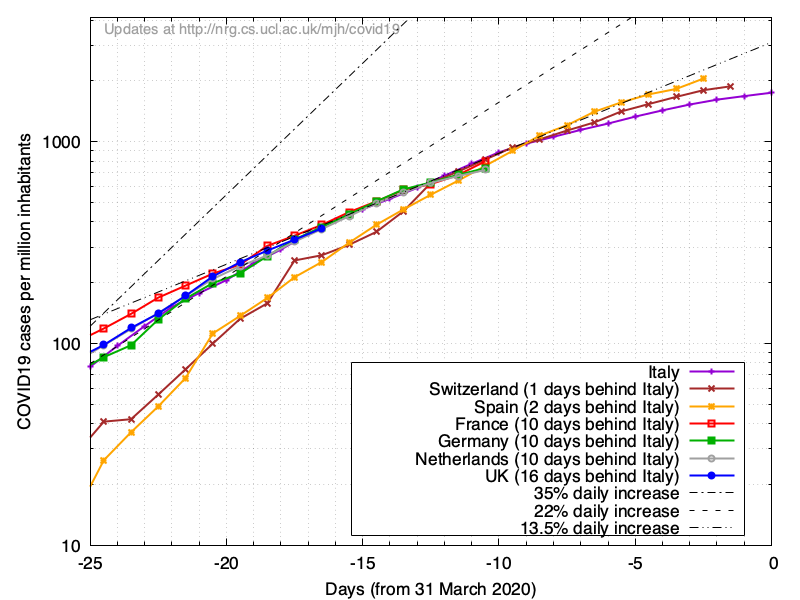 Updates at http://nrg.cs.ucl.ac.uk/mjh/covid19
COVID19 cases per million inhabitants
1000
100
10
Italy
Switzerland (1 days behind Italy)
Spain (2 days behind Italy)
France (10 days behind Italy)
Germany (10 days behind Italy)
Netherlands (10 days behind Italy)
UK (16 days behind Italy)
35% daily increase
22% daily increase
13.5% daily increase
-25 -20 -15 -10 -5 0
Days (from 31 March 2020)